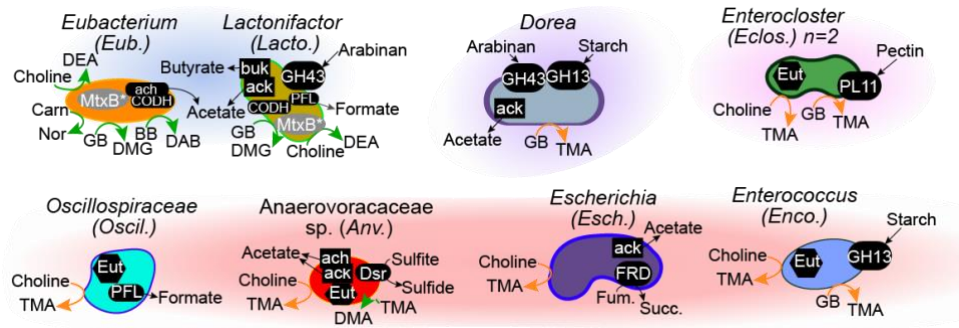 Eubacterium
(Eub.)
DEA
Choline
Carn
Nor
GB
DMG
BB
DAB
MtxB*
ach
CODH
Acetate
Lactonifactor
(Lacto.)
Arabinan
Butyrate
buk
ack
GH43
CODH
PFL
Formate
MtxB*
GB
DMG
Choline
DEA
Dorea
Arabinan
Starch
GH43
GH13
ack
Acetate
GB
TMA
Enterocloster
(Eclos.) n=2
Pectin
Eut
PL11
Choline
TMA
GB
TMA
Oscillospiraceae
(Oscil.)
Eut
PFL
Choline
TMA
Formate
Anaerovoracaceae
sp. (Anv.)
Acetate
ach
ack
Eut
Dsr
Sulfite
Sulfide
Choline
TMA
TMA
DMA
Escherichia
(Esch.)
Acetate
ack
FRD
Choline
TMA
Fum.
Succ.
Enterococcus
(Enco.)
Starch
Eut
GH13
Choline
TMA
GB
TMA